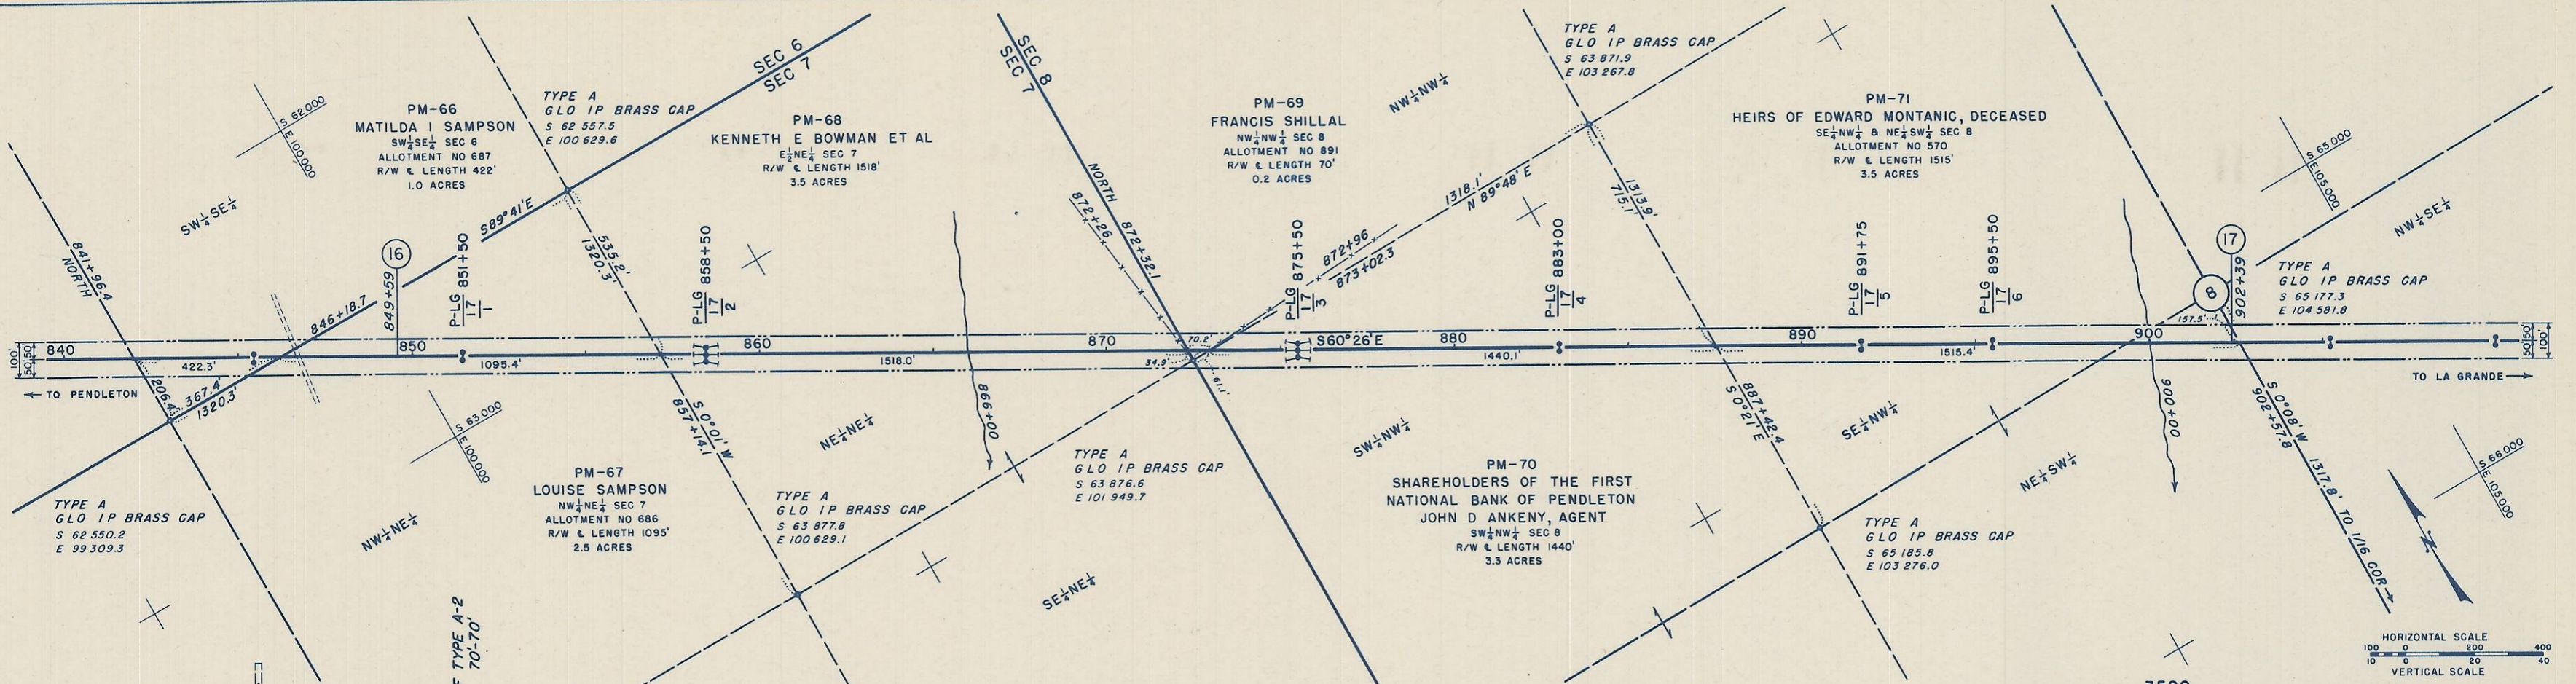 SEC 6
SEC 7
SEC 8
SEC 7
S 62 000
E 100 000
PM-66
MATILDA I SAMPSON
SW¼SE¼ SEC 6
ALLOTMENT NO 687
R/W ℄ LENGTH 422'
1.0 ACRES
TYPE A
GLO IP BRASS CAP
S 62 557.5
E 100 629.6
PM-68
KENNETH E BOWMAN ET AL
E½NE¼ SEC 7
R/W ℄ LENGTH 1518'
3.5 ACRES
PM-69
FRANCIS SHILLAL
NW¼NW¼ SEC 8
ALLOTMENT NO 891
R/W ℄ LENGTH 70'
0.2 ACRES
NW¼NW¼
TYPE A
GLO IP BRASS CAP
S 63 871.9
E 103 267.8
PM-71
HEIRS OF EDWARD MONTANIC, DECEASED
SE¼NW¼ & NE¼SW¼ SEC 8
ALLOTMENT NO 570
R/W ℄ LENGTH 1515'
3.5 ACRES
S 65 000
E 105 000
NW¼SE¼
SW¼SE¼
841+96.4
NORTH
S89°41'E
846+18.7
16
849+59
P-LG 851+50
17
1
535.2'
1320.3'
P-LG 858+50
17
2
NORTH
872+32.1
872+26
P-LG 875+50
17
3
872+96
873+02.3
1318.1'
N 89°48' E
P-LG 883+00
17
4
1313.9'
715.1'
P-LG 891+75
17
5
P-LG 895+50
17
6
17
902+39
8
157.5'
TYPE A
GLO IP BRASS CAP
S 65 177.3
E 104 581.8
100'
50'
50'
840
850
860
870
S60°26'E
880
890
900
50'
50'
100'
422.3'
1095.4'
1518.0'
34.9'
70.2'
61.1'
1440.1'
1515.4'
TO PENDLETON
TO LA GRANDE
206.4'
367.4'
1320.3'
S 63 000
E 100 000
S 0°01' W
857+14.1
866+00
887+42.4
S 0°21' E
900+00
S 0°08' W
902+57.8
1317.8' TO 1/16 COR
S 66 000
E 105 000
NE¼NE¼
SW¼NW¼
SE¼NW¼
NE¼SW¼
NW¼NE¼
SE¼NE¼
TYPE A
GLO IP BRASS CAP
S 62 550.2
E 99 309.3
PM-67
LOUISE SAMPSON
NW¼NE¼ SEC 7
ALLOTMENT NO 686
R/W ℄ LENGTH 1095'
2.5 ACRES
TYPE A
GLO IP BRASS CAP
S 63 877.8
E 100 629.1
TYPE A
GLO IP BRASS CAP
S 63 876.6
E 101 949.7
PM-70
SHAREHOLDERS OF THE FIRST
NATIONAL BANK OF PENDLETON
JOHN D ANKENY, AGENT
SW¼NW¼ SEC 8
R/W ℄ LENGTH 1440'
3.3 ACRES
TYPE A
GLO IP BRASS CAP
S 65 185.8
E 103 276.0
N
TYPE A-2
70'-70'
HORIZONTAL SCALE
100 0 200 400
10 0 20 40
VERTICAL SCALE